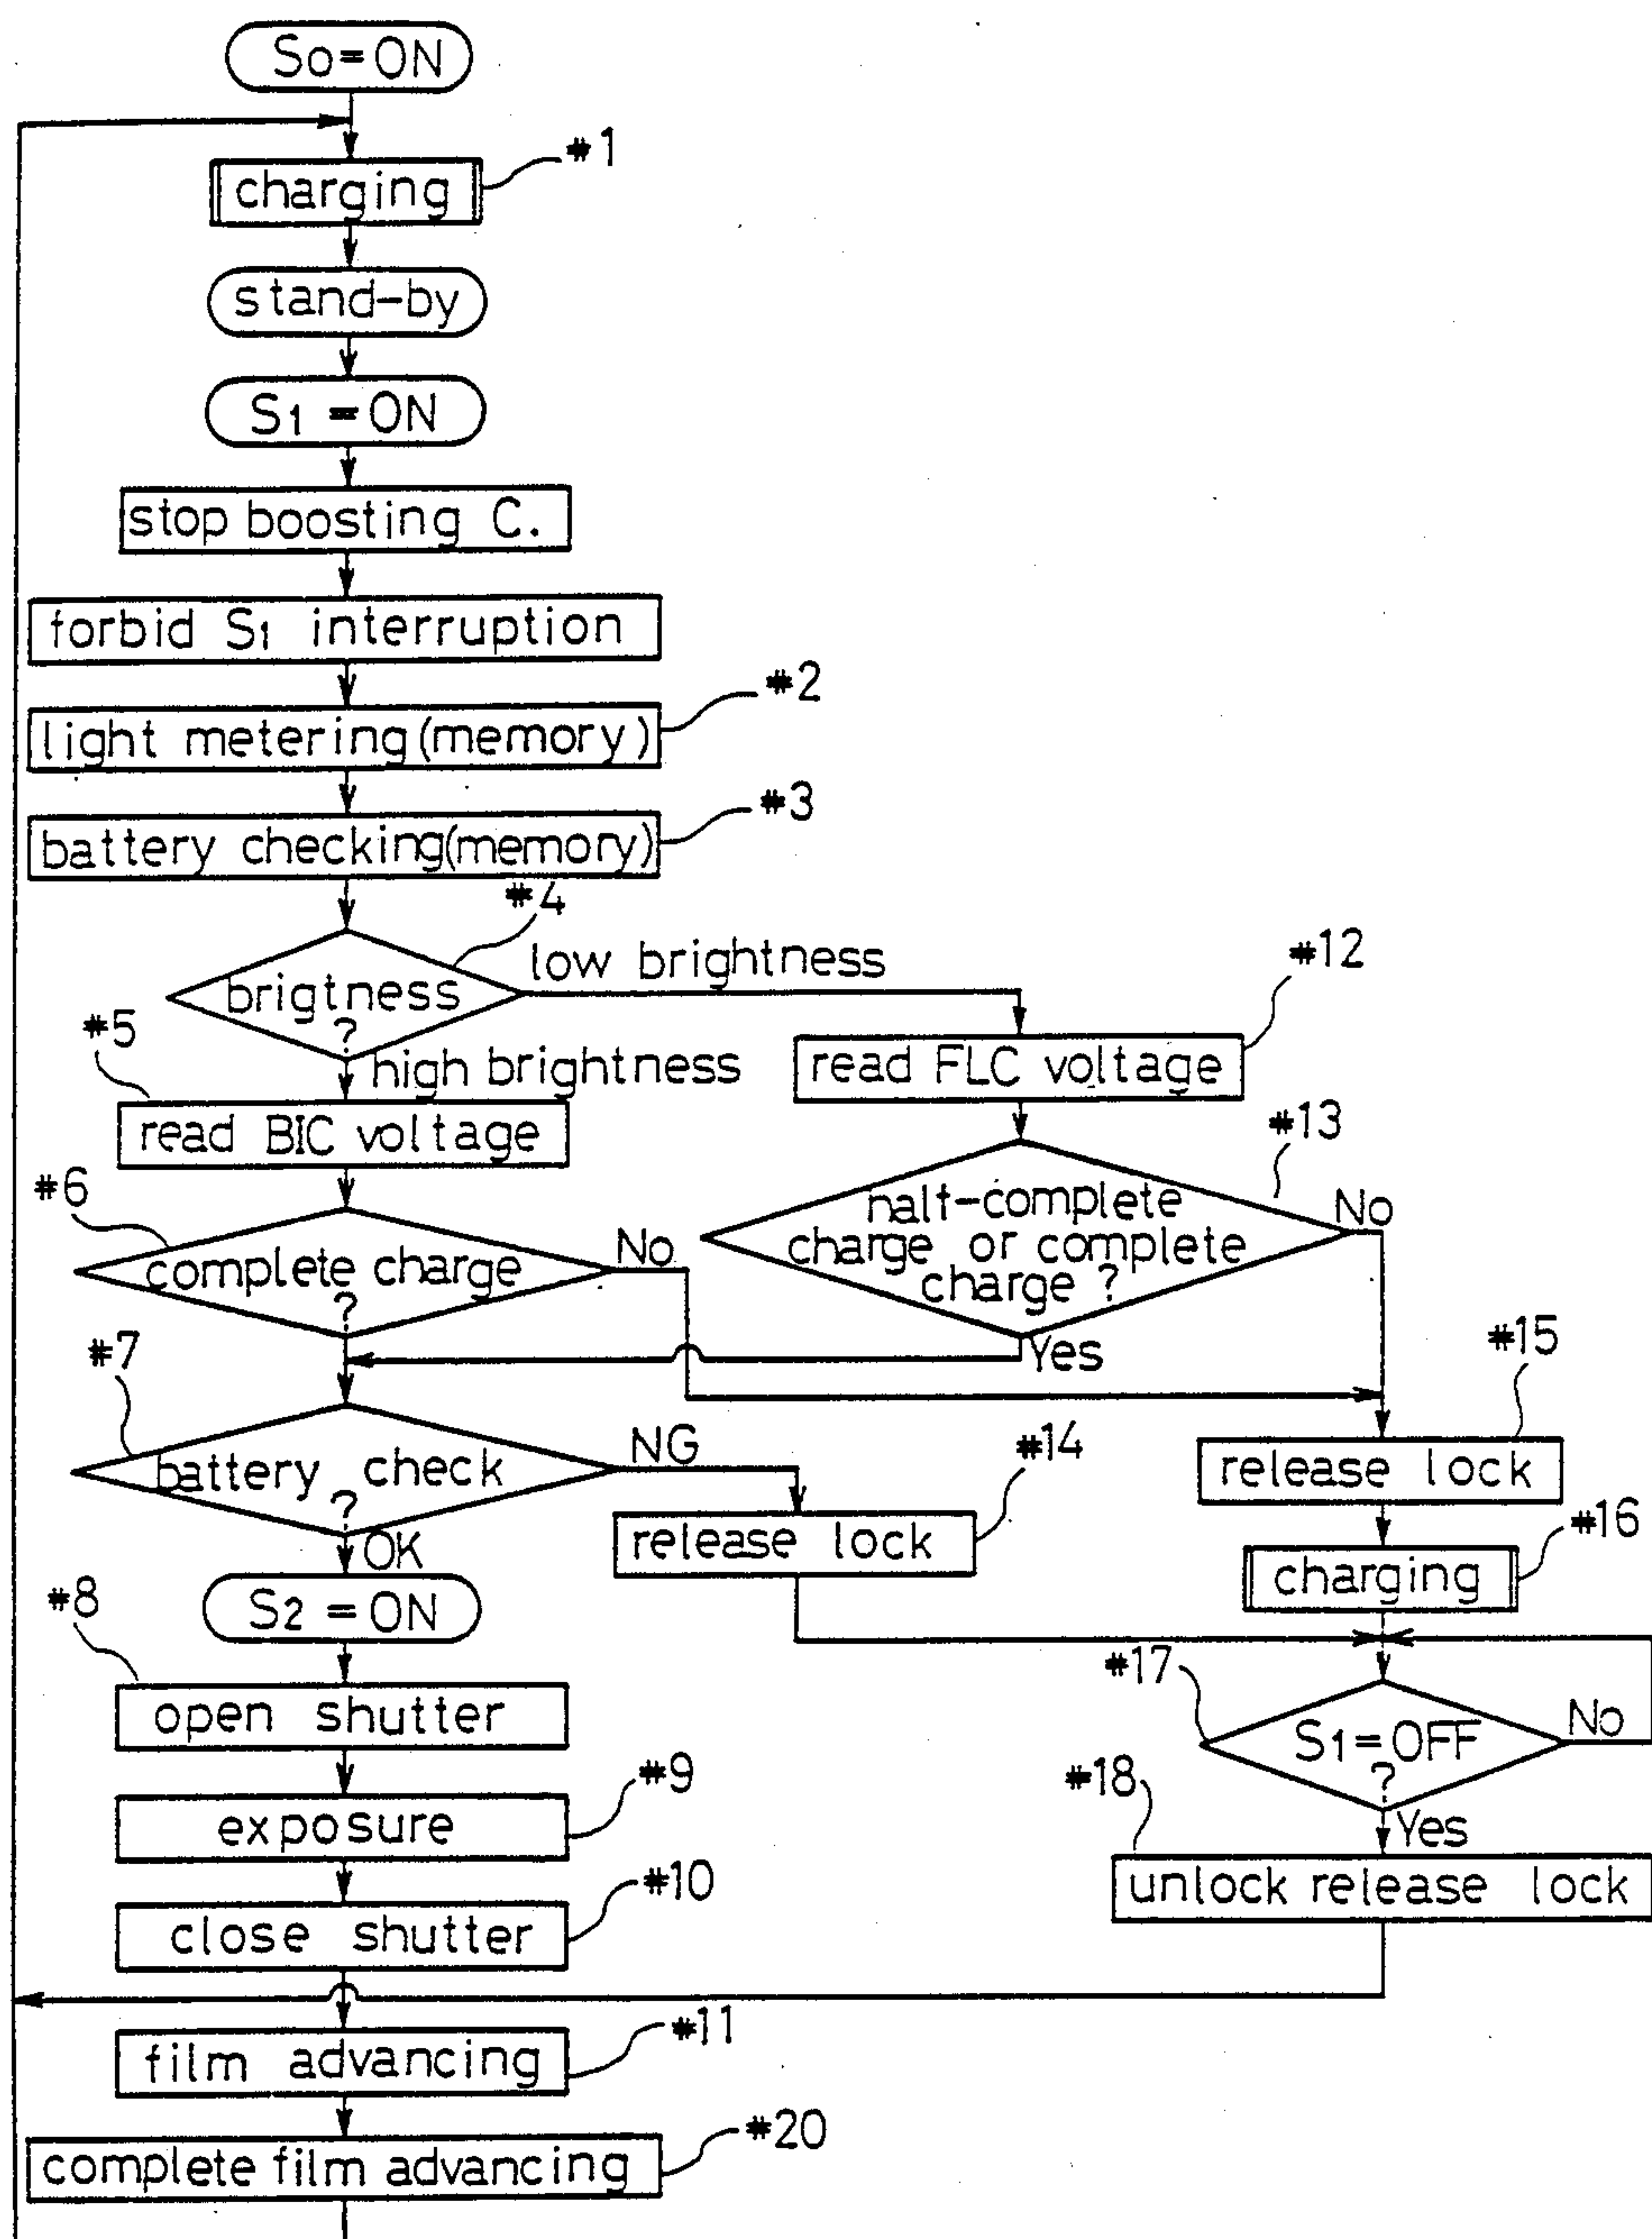 So = ON
#1
charging
stand-by
S1 = ON
stop boosting C.
forbid S1 interruption
#2
light metering (memory)
#3
battery checking(memory)
#4
brigtness
?
low brightness
#12
read FLC voltage
#5
high brightness
read BIC voltage
#13
half-complete
charge or complete
charge ?
No
Yes
#6
complete charge
?
No
#7
battery check
?
NG
OK
#14
release lock
#15
release lock
#16
charging
S2 = ON
#8
open shutter
#17
S1 = OFF
?
No
Yes
#9
exposure
#18
unlock release lock
#10
close shutter
#11
film advancing
#20
complete film advancing